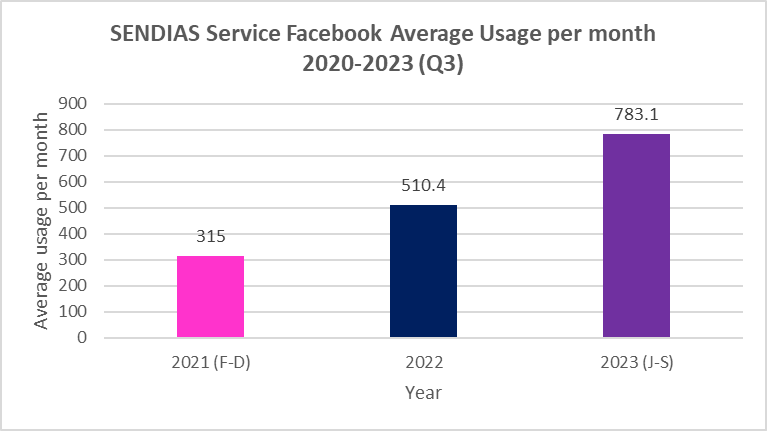 SENDIAS Service Facebook Average Usage per month
2020-2023 (Q3)
Average usage per month
900
800
700
600
500
400
300
200
100
0
315
510.4
783.1
2021 (F-D)
2022
2023 (J-S)
Year